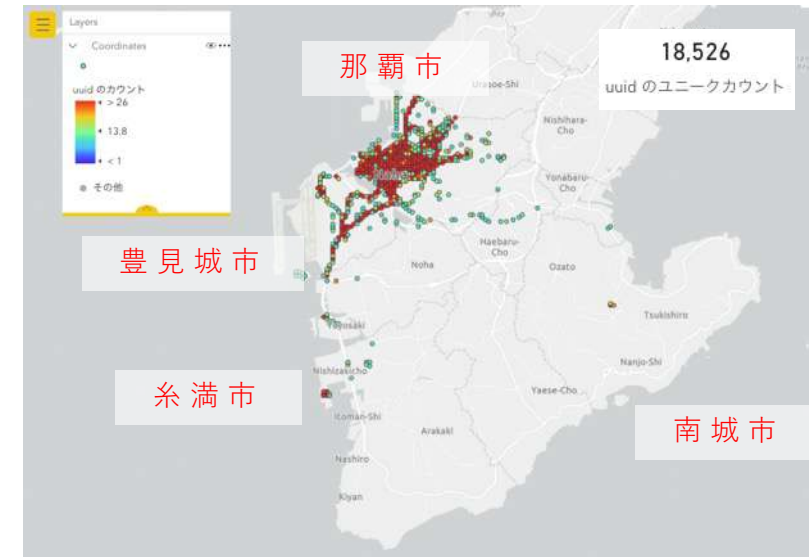 Layers
Coordinates
uuid のカウント
> 26
13.8
< 1
その他
那覇市
18,526
uuid のユニークカウント
Nishihara-
Cho
Naha
Yonabaru-
Cho
豊見城市
Haebaru-
Cho
Noha
Ozato
Tsukishiro
Toyosaki
Nishizakicho
Nanjo-Shi
糸満市
Yaese-Cho
Itoman-Shi
Arakaki
南城市
Nashiro
Kiyan